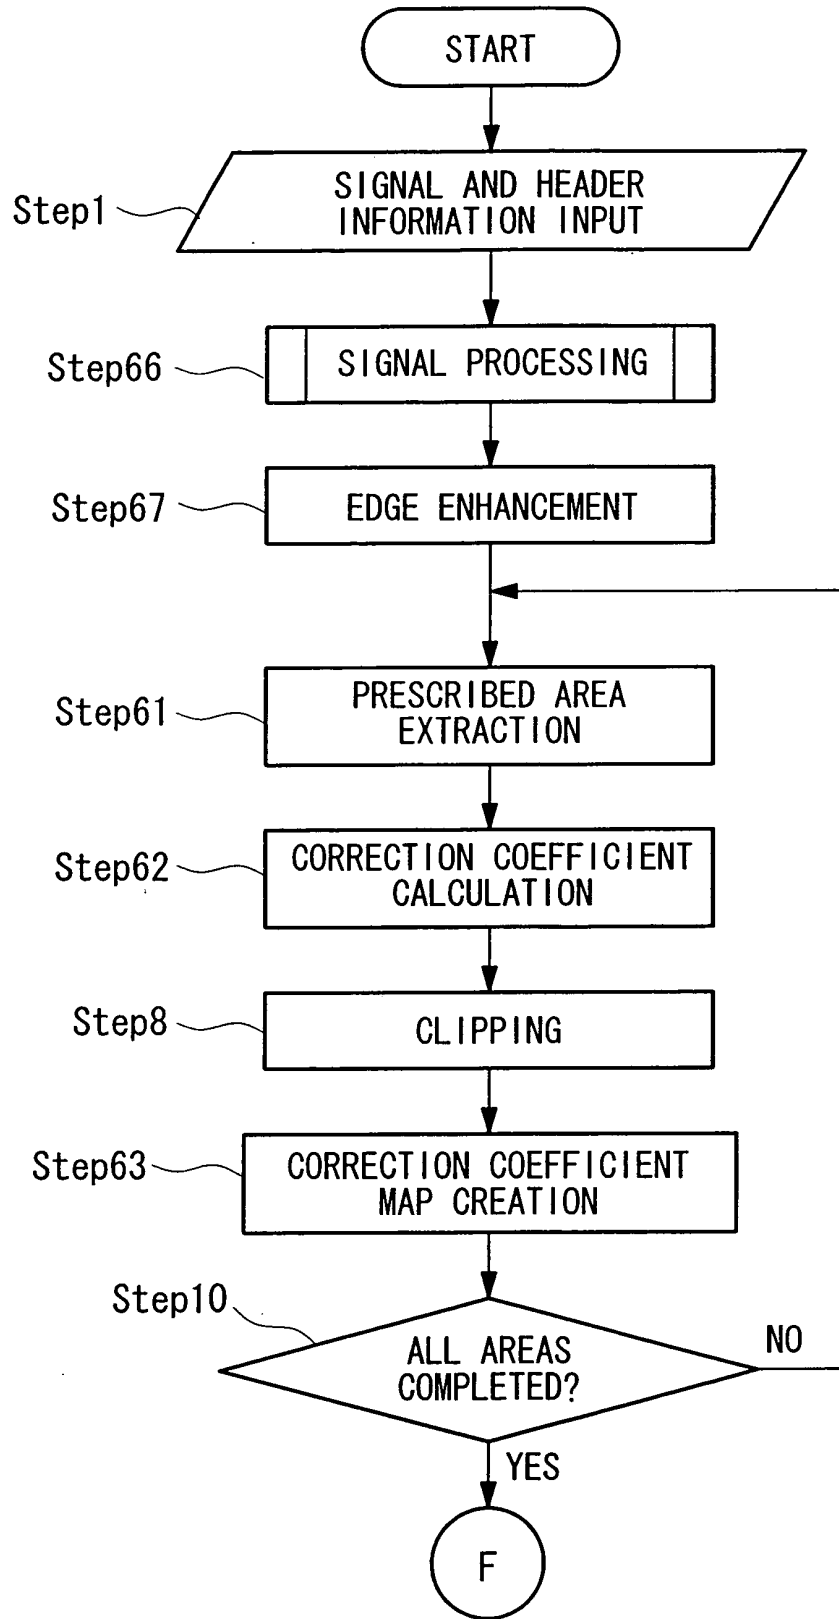 START
Step1
SIGNAL AND HEADER
INFORMATION INPUT
Step66
SIGNAL PROCESSING
Step67
EDGE ENHANCEMENT
Step61
PRESCRIBED AREA
EXTRACTION
Step62
CORRECTION COEFFICIENT
CALCULATION
Step8
CLIPPING
Step63
CORRECTION COEFFICIENT
MAP CREATION
Step10
ALL AREAS
COMPLETED?
NO
YES
F